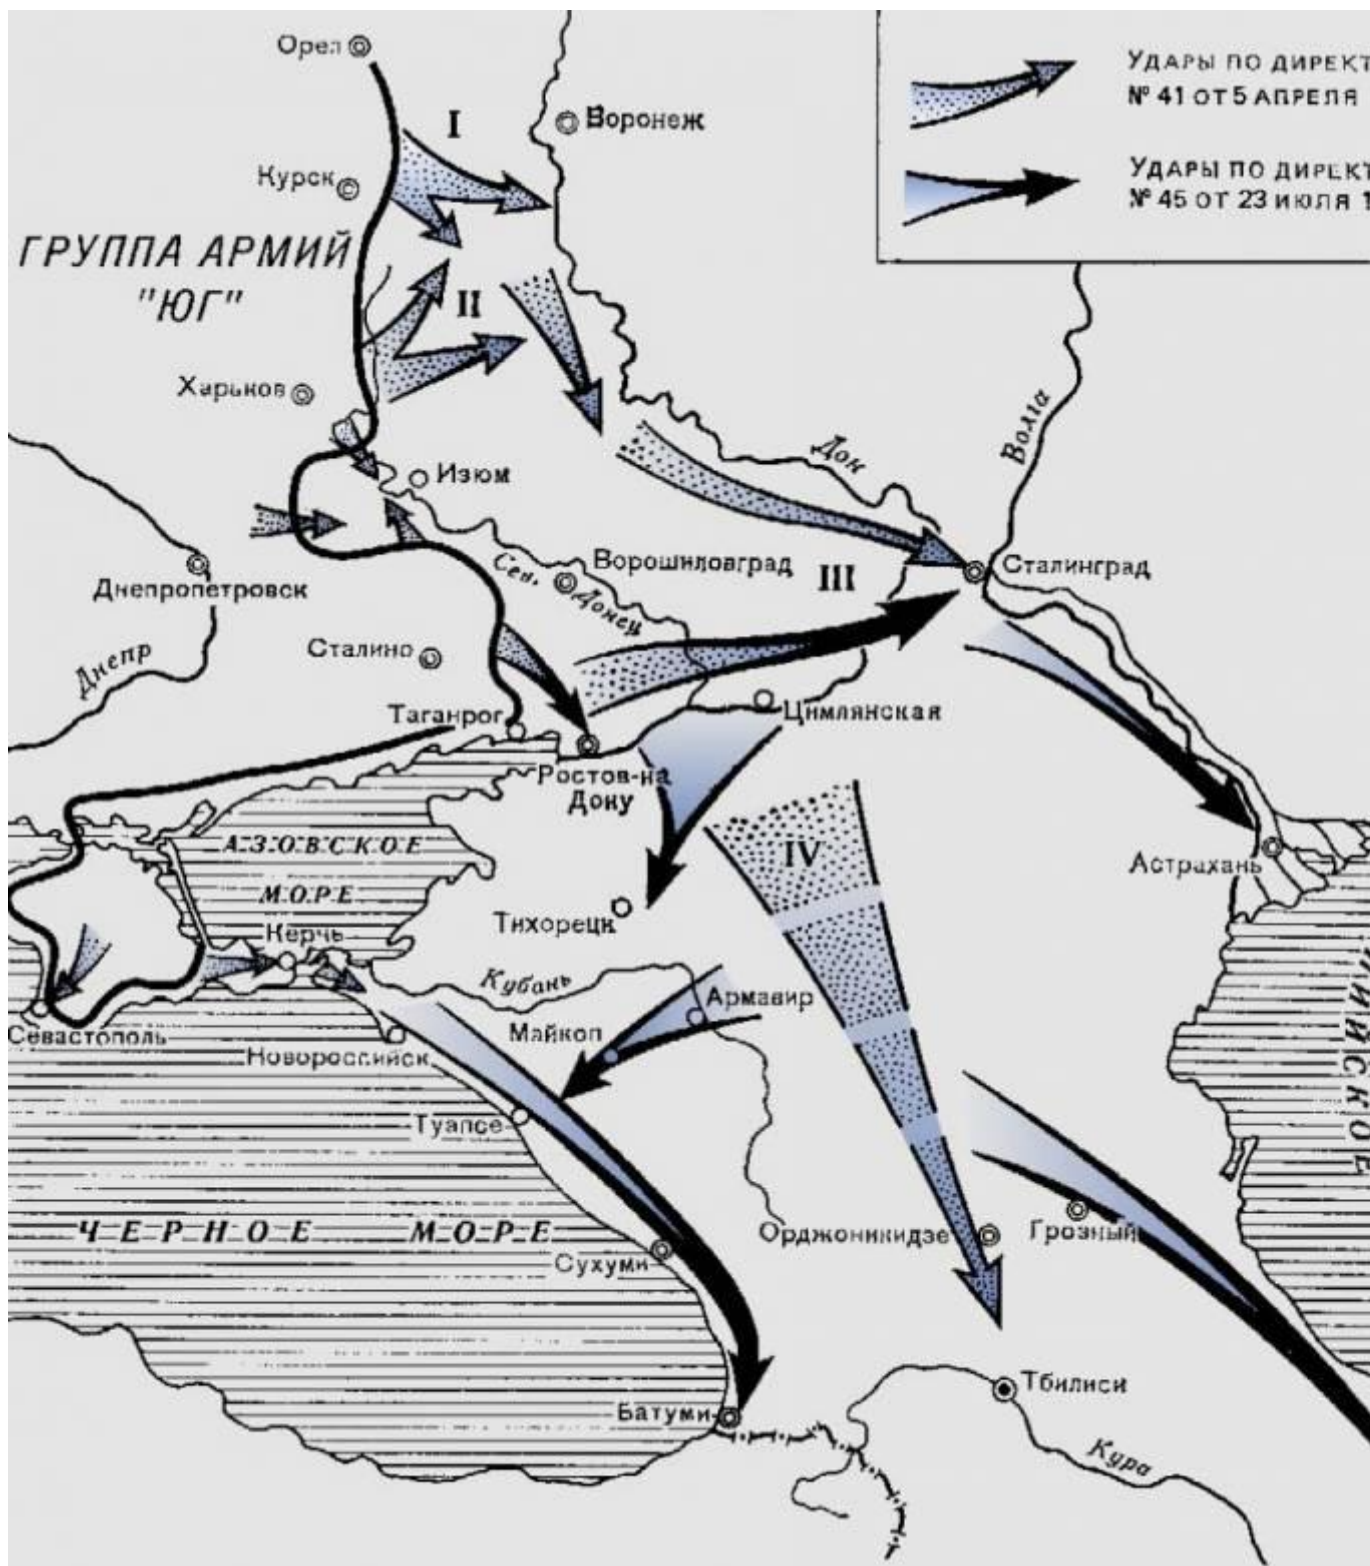 Орел
УДАРЫ ПО ДИРЕКТ
№ 41 ОТ 5 АПРЕЛЯ
I
Воронеж
Курск
УДАРЫ ПО ДИРЕКТ
№ 45 ОТ 23 ИЮЛЯ 1
ГРУППА АРМИЙ
"ЮГ"
II
Харьков
Волга
Дон
Изюм
Днепропетровск
Ворошиловград
III
Сталинград
Сев. Донец
Днепр
Сталино
Таганрог
Цимлянская
Ростов-на
Дону
АЗОВСКОЕ
МОРЕ
IV
Астрахань
Тихорецк
Керчь
Кубань
Армавир
Севастополь
Новороссийск
Майкоп
Туапсе
ЧЕРНОЕ МОРЕ
Сухуми
Орджоникидзе
Грозный
ПИЙСКОЕ
Тбилиси
Батуми
Кура